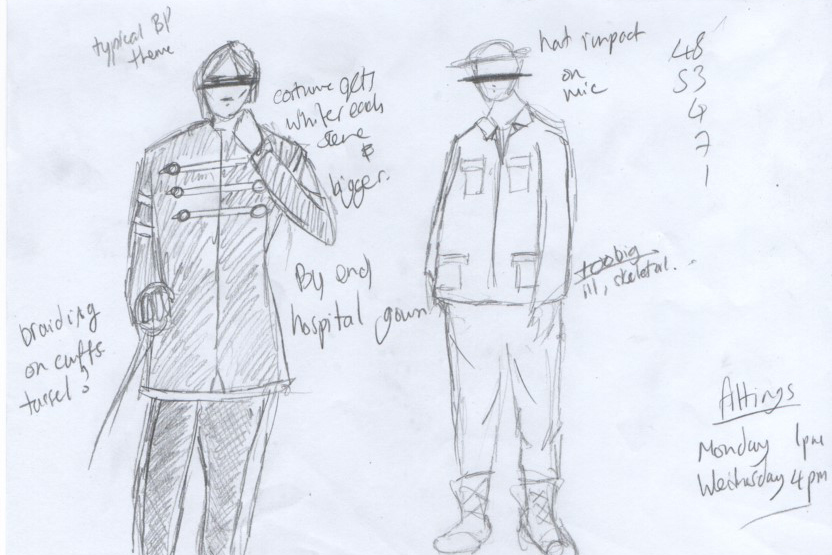 typical BP
theme
costume gets
whiter each
scene
&
bigger.
By end
hospital gown
braiding
on cuffs
tassel?
hat impact
on
mic
48
53
4
7
1
too big
ill, skeletal.
Fittings
Monday 1pm
Wednesday 4pm